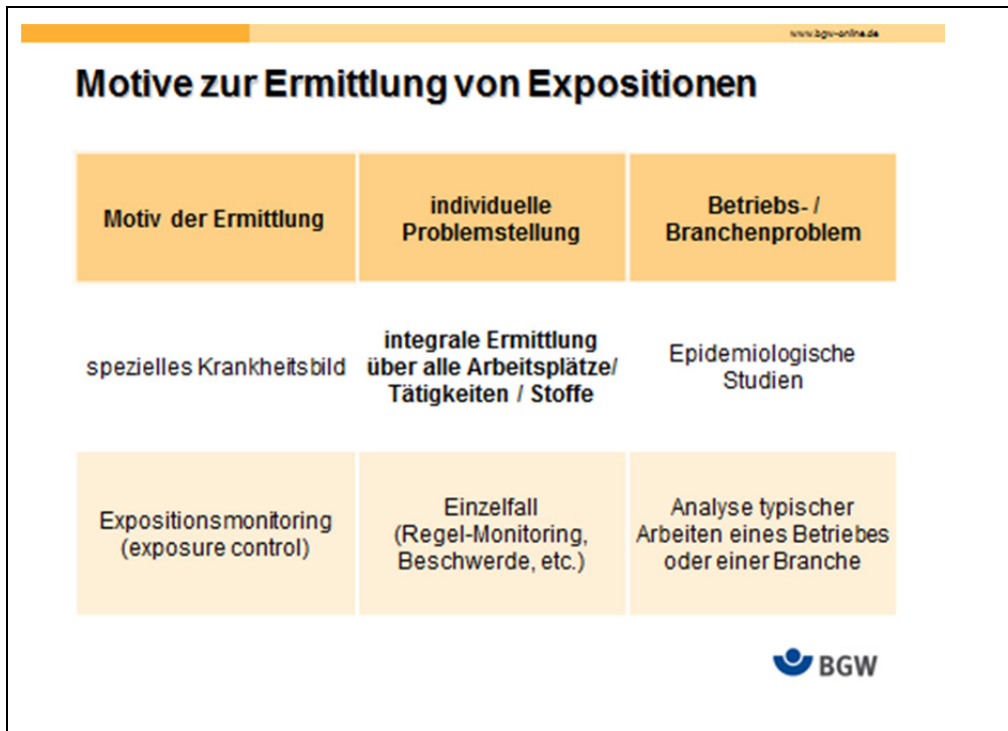 www.bgw-online.de
Motive zur Ermittlung von Expositionen
Motiv der Ermittlung
individuelle
Problemstellung
Betriebs- /
Branchenproblem
spezielles Krankheitsbild
integrale Ermittlung
über alle Arbeitsplätze/
Tätigkeiten / Stoffe
Epidemiologische
Studien
Expositionsmonitoring
(exposure control)
Einzelfall
(Regel-Monitoring,
Beschwerde, etc.)
Analyse typischer
Arbeiten eines Betriebes
oder einer Branche
BGW